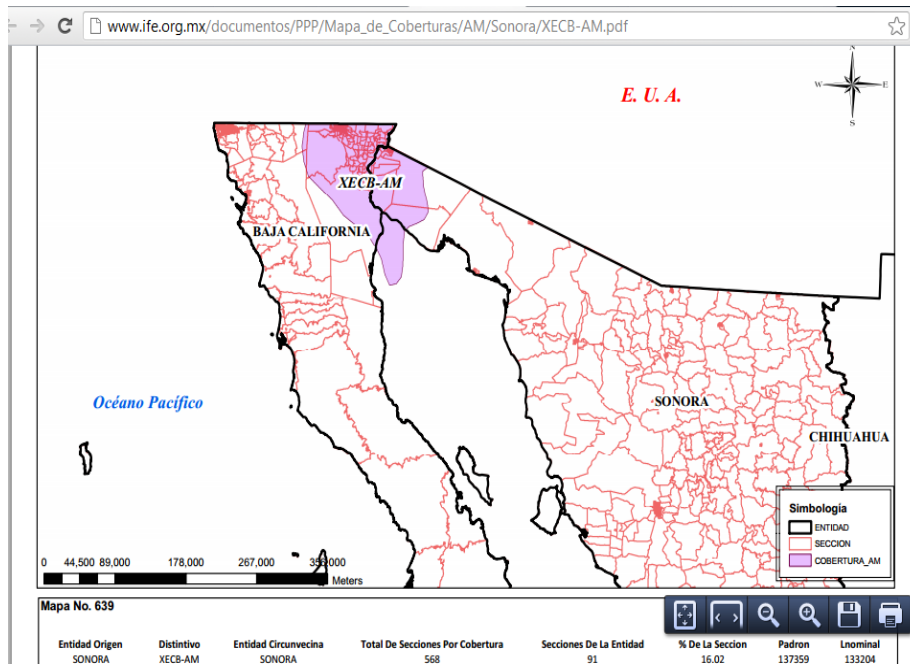 www.ife.org.mx/documentos/PPP/Mapa_de_Coberturas/AM/Sonora/XECB-AM.pdf
N
W E
S
E. U. A.
XECB-AM
BAJA CALIFORNIA
Océano Pacífico
SONORA
CHIHUAHUA
Simbología
ENTIDAD
SECCION
COBERTURA_AM
0 44,500 89,000 178,000 267,000 356,000
Meters
Mapa No. 639
Entidad Origen Distintivo Entidad Circunvecina Total De Secciones Por Cobertura Secciones De La Entidad % De La Seccion Padron Lnominal
SONORA XECB-AM SONORA 568 91 16.02 137359 133204